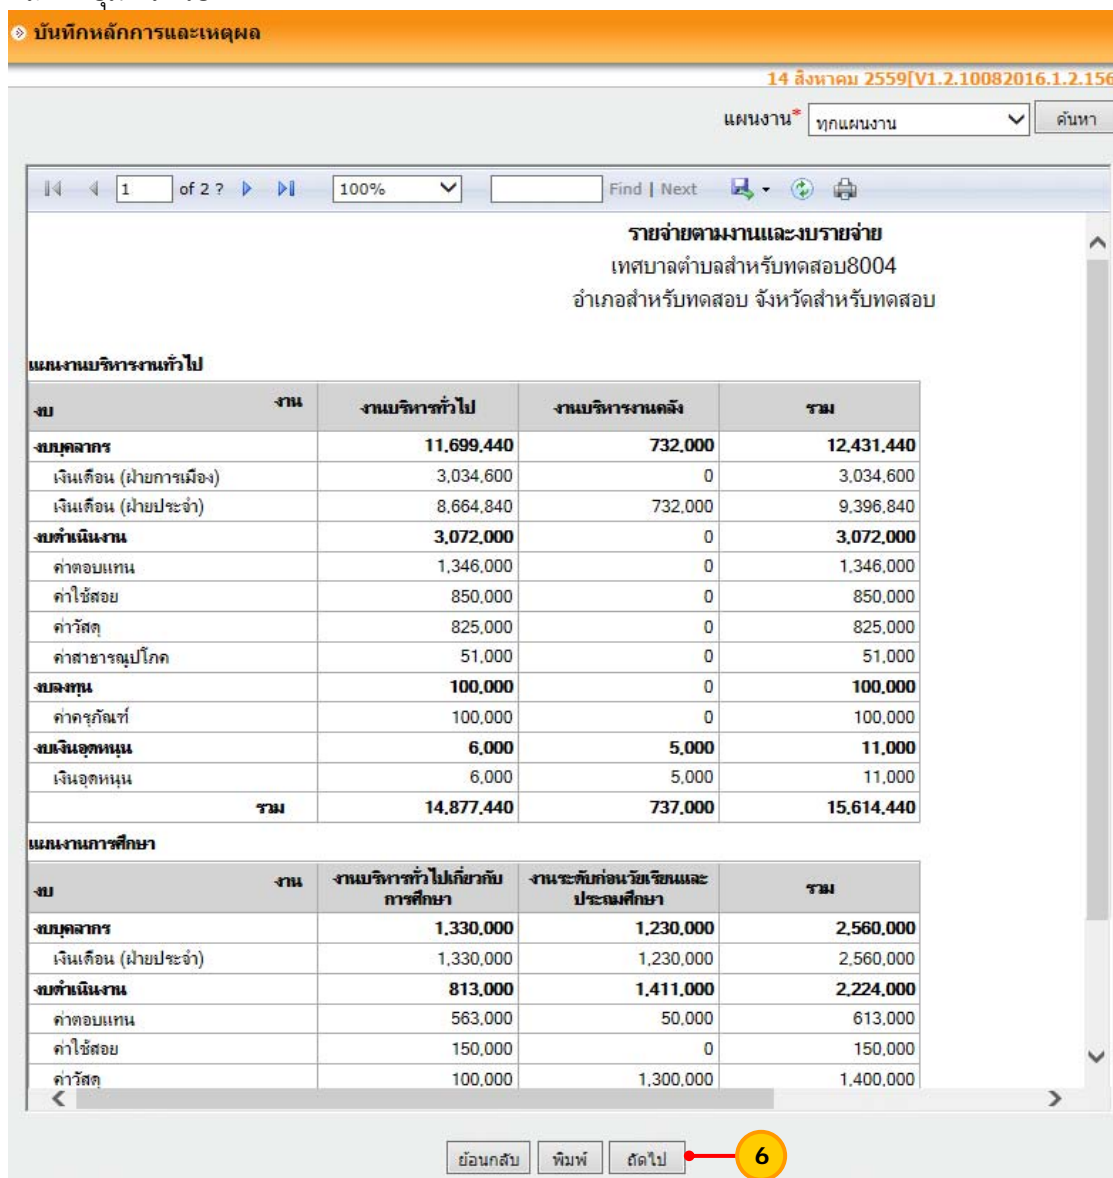 บันทึกหลักการและเหตุผล
14 สิงหาคม 2559[V1.2.10082016.1.2.156
แผนงาน* ทุกแผนงาน ค้นหา
1 of 2 ? 100% Find | Next
รายจ่ายตามงานและงบรายจ่าย
เทศบาลตำบลสำหรับทดสอบ8004
อำเภอสำหรับทดสอบ จังหวัดสำหรับทดสอบ
แผนงานบริหารงานทั่วไป
งบ งาน งานบริหารทั่วไป งานบริหารงานคลัง รวม
งบบุคลากร 11,699,440 732,000 12,431,440
เงินเดือน (ฝ่ายการเมือง) 3,034,600 0 3,034,600
เงินเดือน (ฝ่ายประจำ) 8,664,840 732,000 9,396,840
งบดำเนินงาน 3,072,000 0 3,072,000
ค่าตอบแทน 1,346,000 0 1,346,000
ค่าใช้สอย 850,000 0 850,000
ค่าวัสดุ 825,000 0 825,000
ค่าสาธารณุปโภค 51,000 0 51,000
งบลงทุน 100,000 0 100,000
ค่าครุภัณฑ์ 100,000 0 100,000
งบเงินอุดหนุน 6,000 5,000 11,000
เงินอุดหนุน 6,000 5,000 11,000
รวม 14,877,440 737,000 15,614,440
แผนงานการศึกษา
งบ งาน งานบริหารทั่วไปเกี่ยวกับการศึกษา งานระดับก่อนวัยเรียนและประถมศึกษา รวม
งบบุคลากร 1,330,000 1,230,000 2,560,000
เงินเดือน (ฝ่ายประจำ) 1,330,000 1,230,000 2,560,000
งบดำเนินงาน 813,000 1,411,000 2,224,000
ค่าตอบแทน 563,000 50,000 613,000
ค่าใช้สอย 150,000 0 150,000
ค่าวัสดุ 100,000 1,300,000 1,400,000
ย้อนกลับ พิมพ์ ถัดไป 6